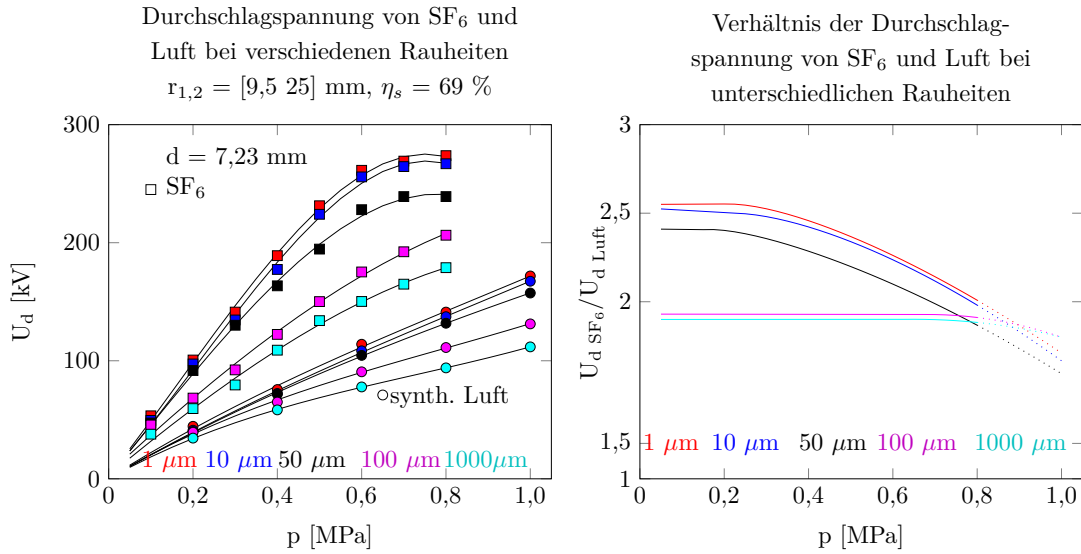 Durchschlagspannung von SF₆ und
Luft bei verschiedenen Rauheiten
r₁,₂ = [9,5 25] mm, ηₛ = 69 %
300
200
100
0
U_d [kV]
d = 7,23 mm
SF₆
synth. Luft
1 μm 10 μm 50 μm 100 μm 1000μm
0 0,2 0,4 0,6 0,8 1,0
p [MPa]
Verhältnis der Durchschlag-
spannung von SF₆ und Luft bei
unterschiedlichen Rauheiten
3
2,5
2
1,5
1
U_d SF₆/U_d Luft
1 μm 10 μm 50 μm 100 μm 1000 μm
0 0,2 0,4 0,6 0,8 1,0
p [MPa]